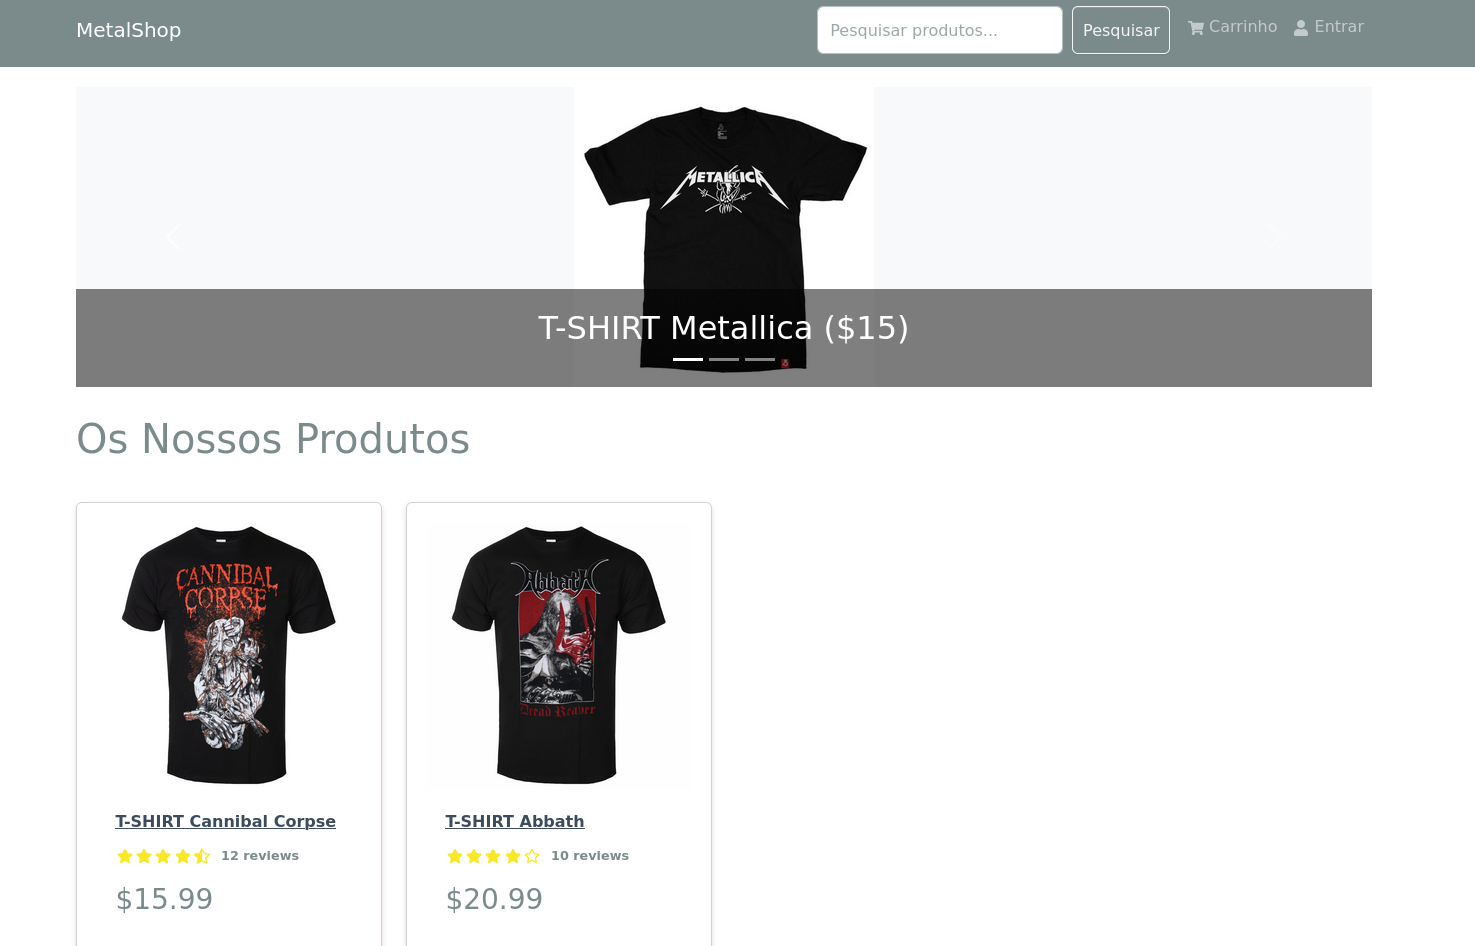 MetalShop
Pesquisar produtos...
Pesquisar
Carrinho
Entrar
METALLICA
T-SHIRT Metallica ($15)
Os Nossos Produtos
CANNIBAL
CORPSE
Abbath
Dread Reaver
T-SHIRT Cannibal Corpse
12 reviews
$15.99
T-SHIRT Abbath
10 reviews
$20.99